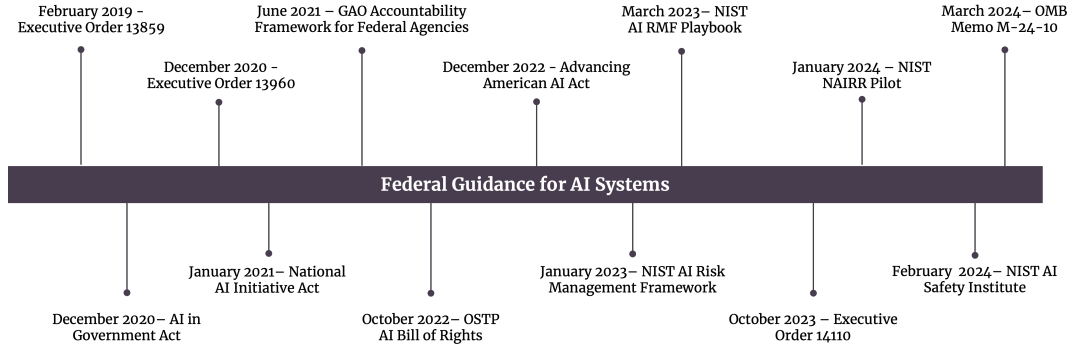 February 2019 -
Executive Order 13859
June 2021 – GAO Accountability
Framework for Federal Agencies
March 2023– NIST
AI RMF Playbook
March 2024– OMB
Memo M-24-10
December 2020 -
Executive Order 13960
December 2022 - Advancing
American AI Act
January 2024 – NIST
NAIRR Pilot
Federal Guidance for AI Systems
January 2021– National
AI Initiative Act
January 2023– NIST AI Risk
Management Framework
February  2024– NIST AI
Safety Institute
December 2020– AI in
Government Act
October 2022– OSTP
AI Bill of Rights
October 2023 – Executive
Order 14110